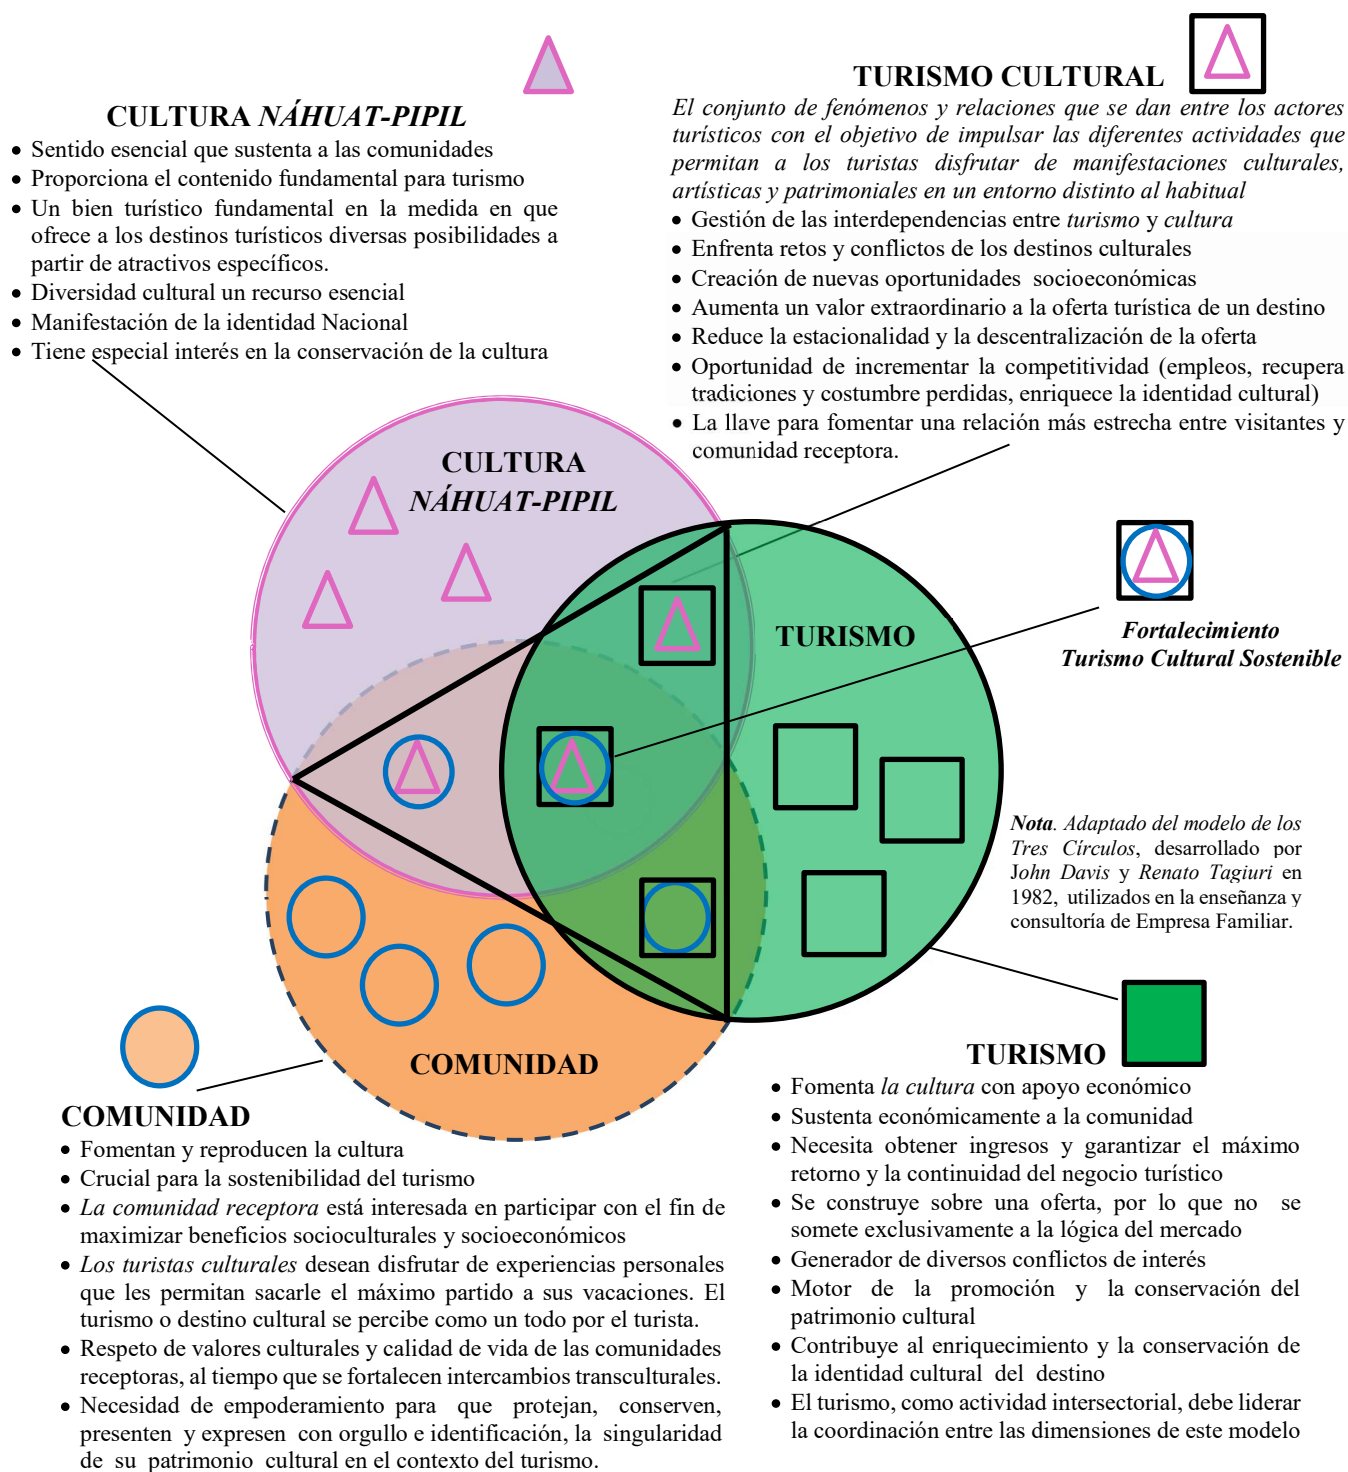 CULTURA NÁHUAT-PIPIL
• Sentido esencial que sustenta a las comunidades
• Proporciona el contenido fundamental para turismo
• Un bien turístico fundamental en la medida en que
ofrece a los destinos turísticos diversas posibilidades a
partir de atractivos específicos.
• Diversidad cultural un recurso esencial
• Manifestación de la identidad Nacional
• Tiene especial interés en la conservación de la cultura
TURISMO CULTURAL
El conjunto de fenómenos y relaciones que se dan entre los actores
turísticos con el objetivo de impulsar las diferentes actividades que
permitan a los turistas disfrutar de manifestaciones culturales,
artísticas y patrimoniales en un entorno distinto al habitual
• Gestión de las interdependencias entre turismo y cultura
• Enfrenta retos y conflictos de los destinos culturales
• Creación de nuevas oportunidades socioeconómicas
• Aumenta un valor extraordinario a la oferta turística de un destino
• Reduce la estacionalidad y la descentralización de la oferta
• Oportunidad de incrementar la competitividad (empleos, recupera
tradiciones y costumbre perdidas, enriquece la identidad cultural)
• La llave para fomentar una relación más estrecha entre visitantes y
comunidad receptora.
CULTURA
NÁHUAT-PIPIL
TURISMO
Fortalecimiento
Turismo Cultural Sostenible
Nota. Adaptado del modelo de los
Tres Círculos, desarrollado por
John Davis y Renato Tagiuri en
1982, utilizados en la enseñanza y
consultoría de Empresa Familiar.
COMUNIDAD
COMUNIDAD
• Fomentan y reproducen la cultura
• Crucial para la sostenibilidad del turismo
• La comunidad receptora está interesada en participar con el fin de
maximizar beneficios socioculturales y socioeconómicos
• Los turistas culturales desean disfrutar de experiencias personales
que les permitan sacarle el máximo partido a sus vacaciones. El
turismo o destino cultural se percibe como un todo por el turista.
• Respeto de valores culturales y calidad de vida de las comunidades
receptoras, al tiempo que se fortalecen intercambios transculturales.
• Necesidad de empoderamiento para que protejan, conserven,
presenten y expresen con orgullo e identificación, la singularidad
de su patrimonio cultural en el contexto del turismo.
TURISMO
• Fomenta la cultura con apoyo económico
• Sustenta económicamente a la comunidad
• Necesita obtener ingresos y garantizar el máximo
retorno y la continuidad del negocio turístico
• Se construye sobre una oferta, por lo que no se
somete exclusivamente a la lógica del mercado
• Generador de diversos conflictos de interés
• Motor de la promoción y la conservación del
patrimonio cultural
• Contribuye al enriquecimiento y la conservación de
la identidad cultural del destino
• El turismo, como actividad intersectorial, debe liderar
la coordinación entre las dimensiones de este modelo